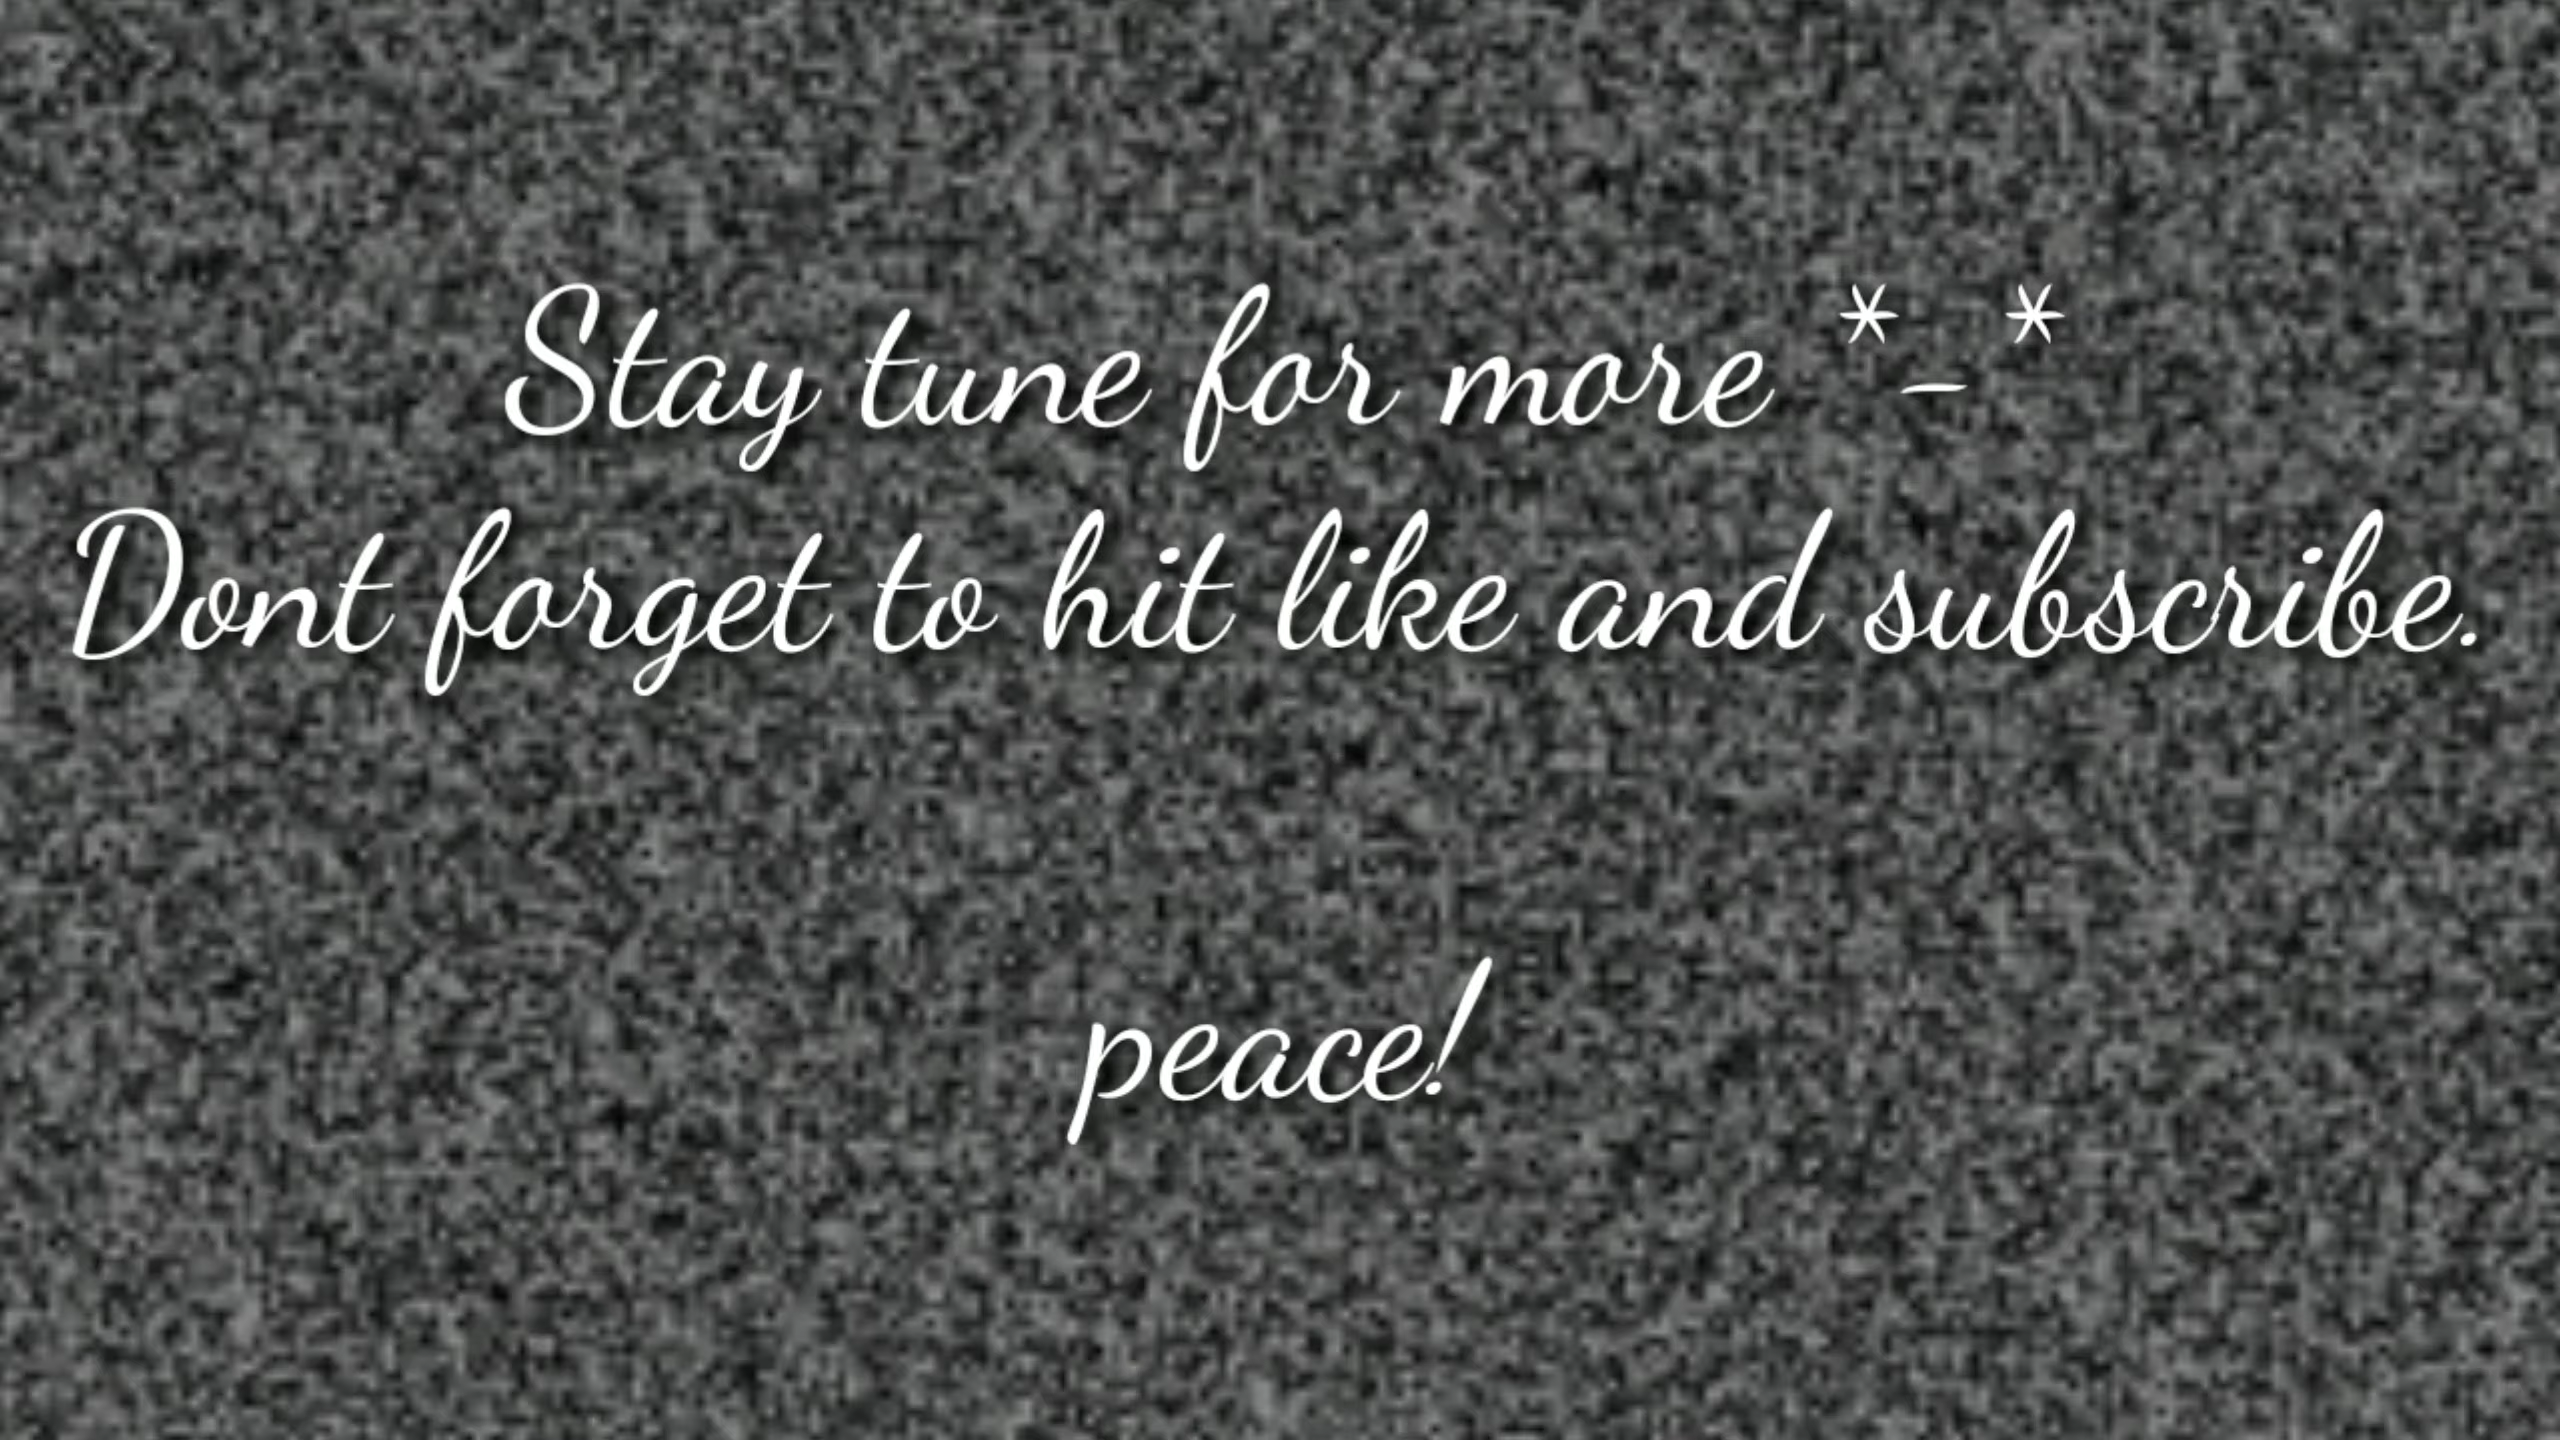 Stay tune for more *-*
Dont forget to hit like and subscribe.
peace!